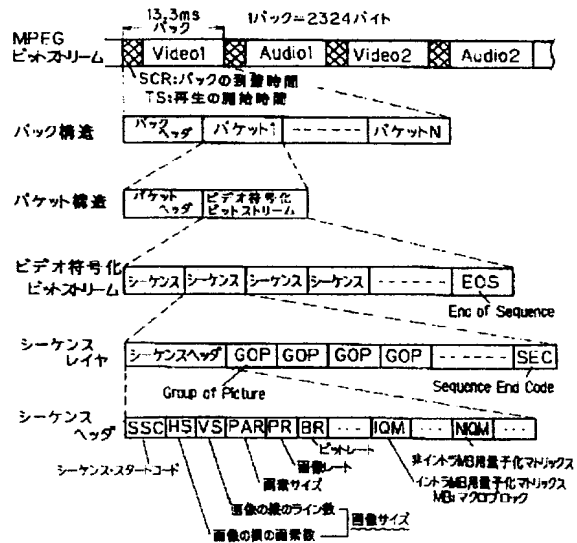 13.3ms
パック
1パック=2324バイト
MPEG
ビットストリーム
Video1 Audio1 Video2 Audio2
SCR:パックの到着時間
TS:再生の開始時間
パック構造
パックヘッダ パケット1 パケットN
パケット構造
パケットヘッダ ビデオ符号化ビットストリーム
ビデオ符号化
ビットストリーム
シーケンス シーケンス シーケンス シーケンス EOS
End of Sequence
シーケンス
レイヤ
シーケンスヘッダ GOP GOP GOP GOP SEC
Group of Picture
Sequence End Code
シーケンス
ヘッダ
SSC HS VS PAR PR BR ... IQM ... NIQM ...
シーケンス・スタートコード
ビットレート
画像レート
画素サイズ
非イントラMB用量子化マトリックス
イントラMB用量子化マトリックス
MB:マクロブロック
画像の縦のライン数
画像の横の画素数
画像サイズ